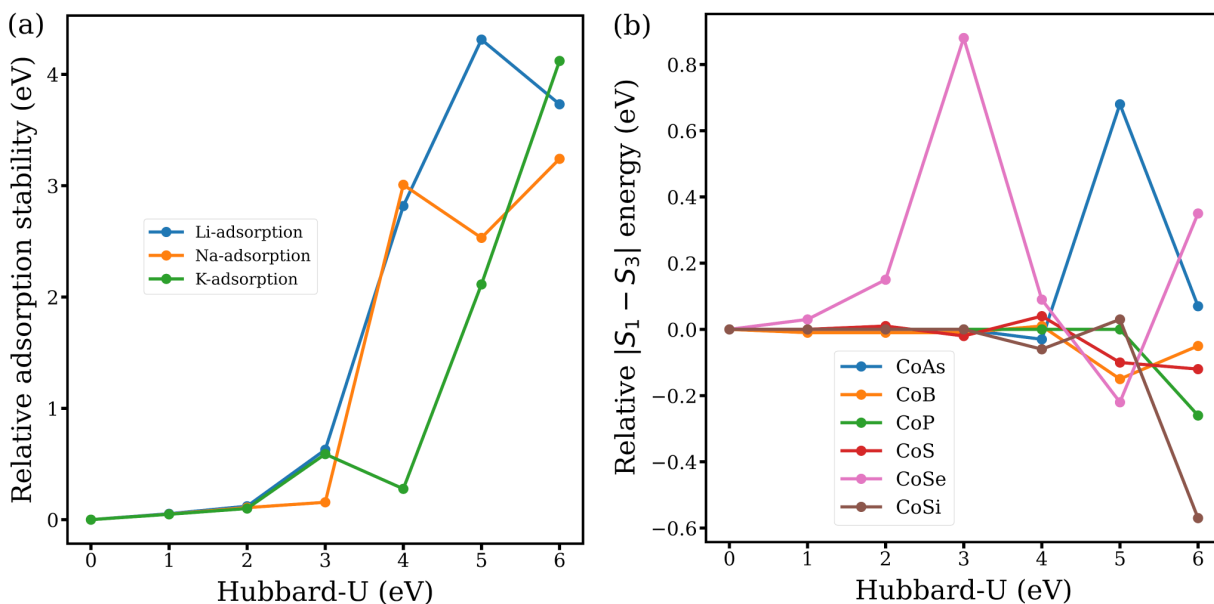 (a)
Relative adsorption stability (eV)
4
3
2
1
0
Li-adsorption
Na-adsorption
K-adsorption
0 1 2 3 4 5 6
Hubbard-U (eV)
(b)
Relative |S₁ − S₃| energy (eV)
0.8
0.6
0.4
0.2
0.0
−0.2
−0.4
−0.6
CoAs
CoB
CoP
CoS
CoSe
CoSi
0 1 2 3 4 5 6
Hubbard-U (eV)